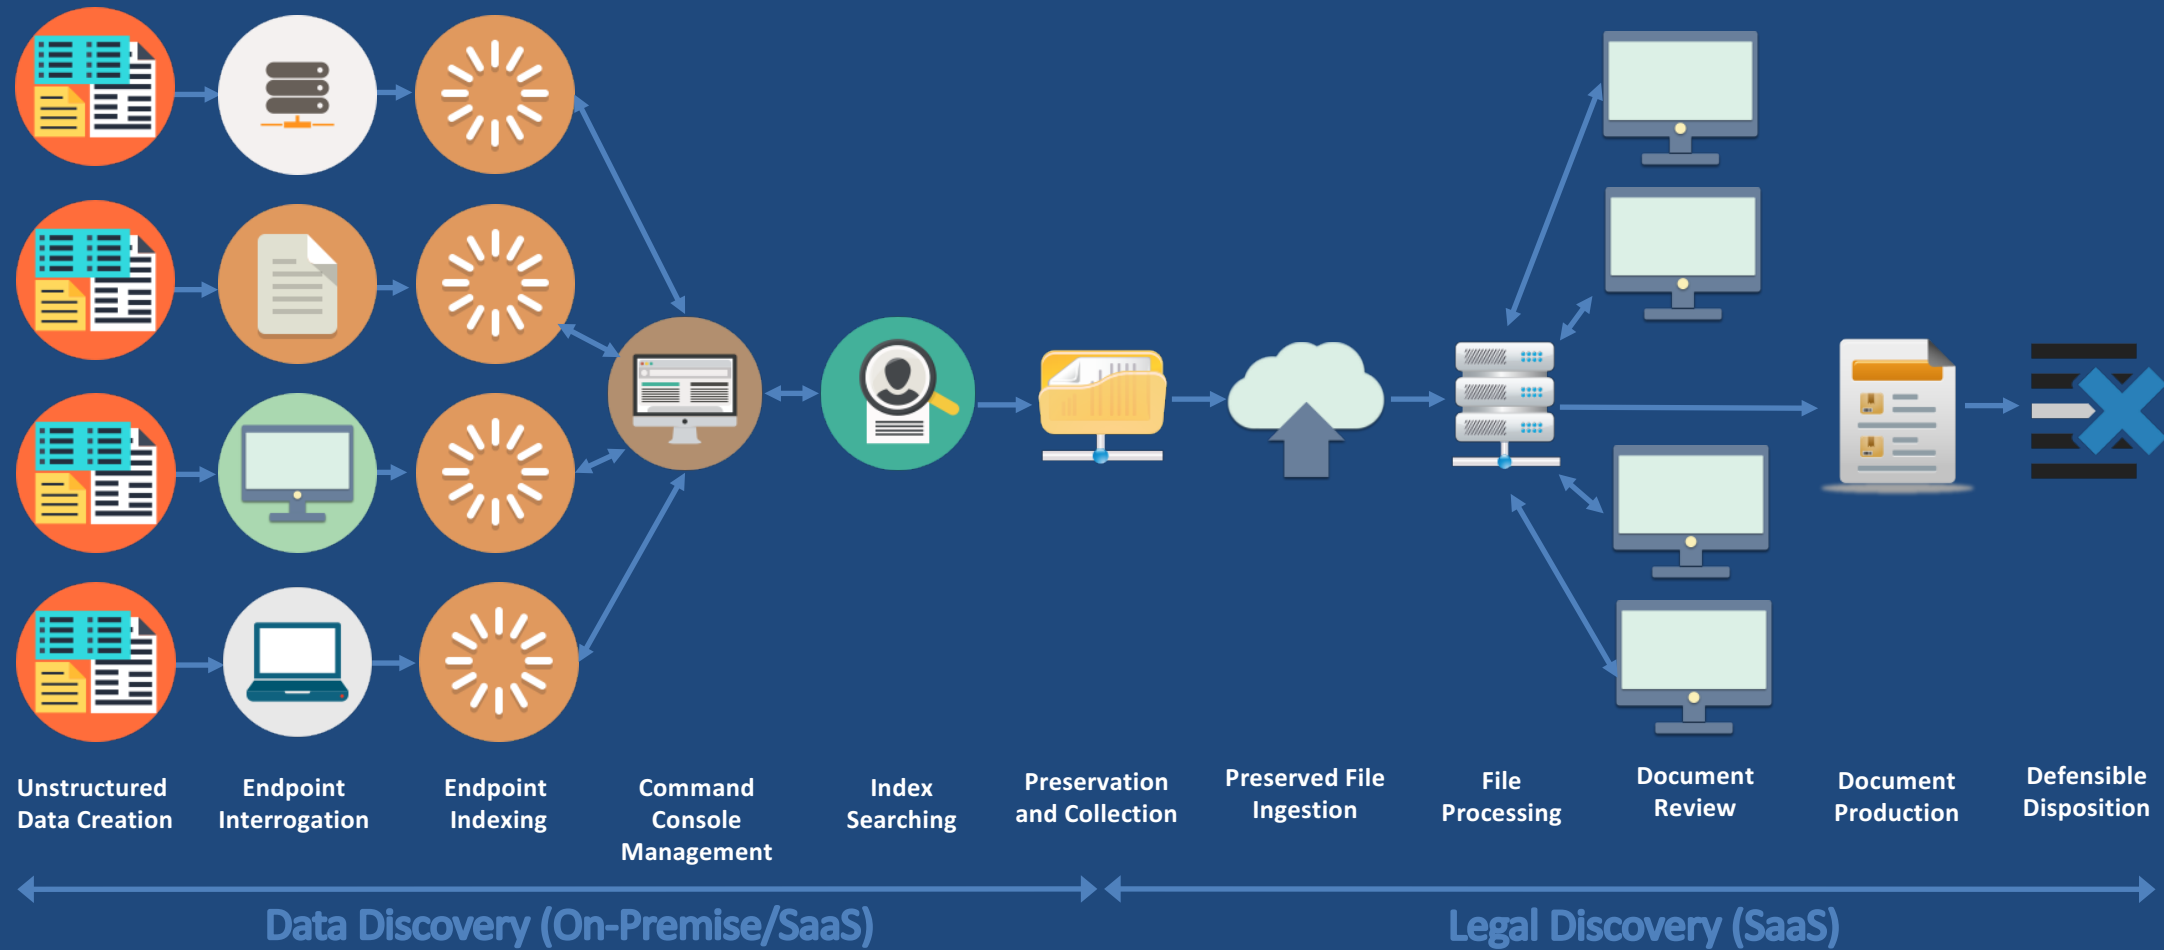 Unstructured
Data Creation
Endpoint
Interrogation
Endpoint
Indexing
Command
Console
Management
Index
Searching
Preservation
and Collection
Preserved File
Ingestion
File
Processing
Document
Review
Document
Production
Defensible
Disposition
Data Discovery (On-Premise/SaaS)
Legal Discovery (SaaS)